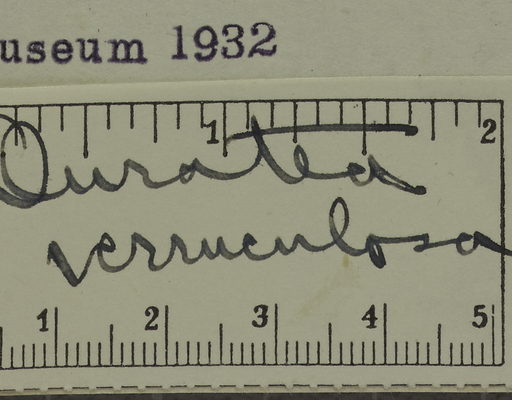 useum 1932
1 2
Ouratea
verruculosa
1 2 3 4 5